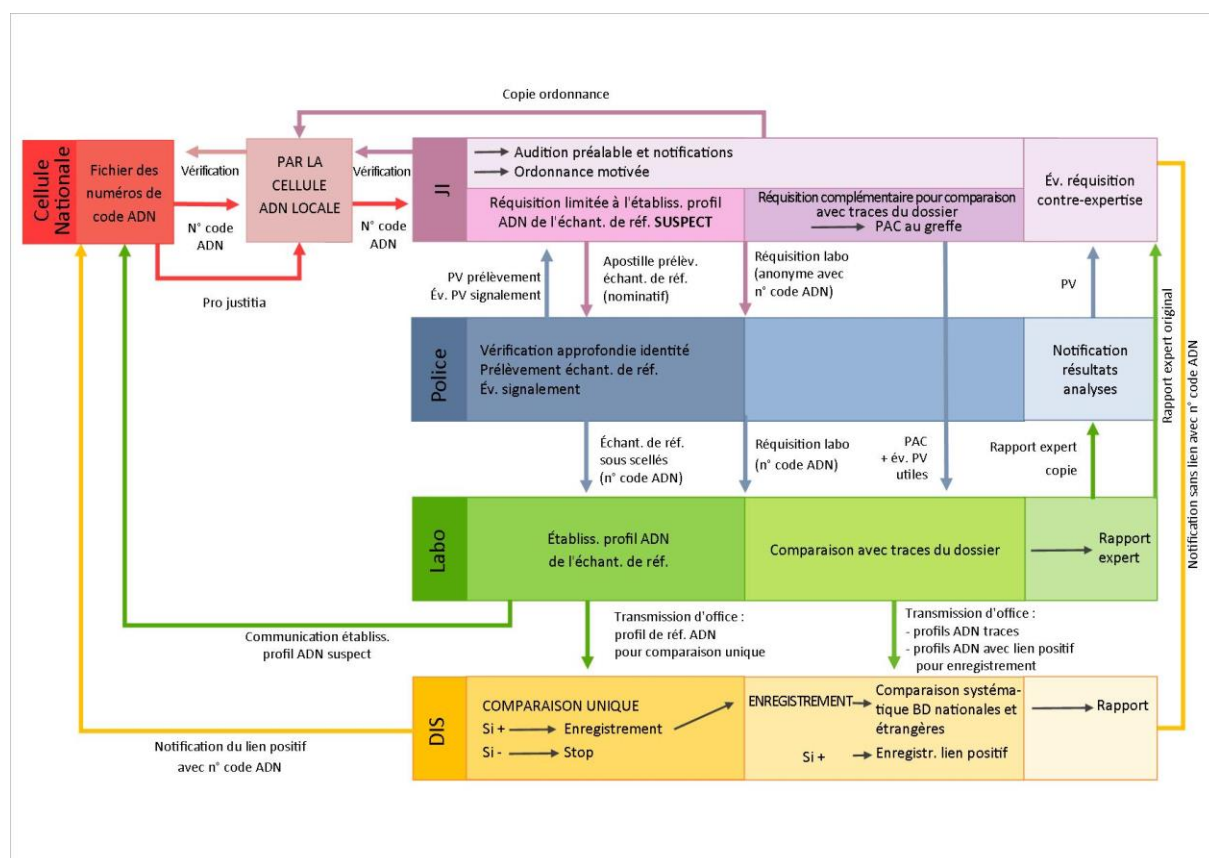 Copie ordonnance
Cellule
Nationale
Fichier des
numéros de
code ADN
Vérification
N° code
ADN
PAR LA
CELLULE
ADN LOCALE
Vérification
N° code
ADN
Pro justitia
JI
Audition préalable et notifications
Ordonnance motivée
Réquisition limitée à l'établiss. profil
ADN de l'échant. de réf. SUSPECT
Réquisition complémentaire pour comparaison
avec traces du dossier
PAC au greffe
Év. réquisition
contre-expertise
PV prélèvement
Év. PV signalement
Apostille prélèv.
échant. de réf.
(nominatif)
Réquisition labo
(anonyme avec
n° code ADN)
PV
Rapport expert original
Notification sans lien avec n° code ADN
Police
Vérification approfondie identité
Prélèvement échant. de réf.
Év. signalement
Notification
résultats
analyses
Échant. de réf.
sous scellés
(n° code ADN)
Réquisition labo
(n° code ADN)
PAC
+ év. PV
utiles
Rapport expert
copie
Labo
Établiss. profil ADN
de l'échant. de réf.
Comparaison avec traces du dossier
Rapport
expert
Communication établiss.
profil ADN suspect
Transmission d'office :
profil de réf. ADN
pour comparaison unique
Transmission d'office :
- profils ADN traces
- profils ADN avec lien positif
pour enregistrement
DIS
COMPARAISON UNIQUE
Si + Enregistrement
Si - Stop
ENREGISTREMENT
Comparaison systéma-
tique BD nationales et
étrangères
Si + Enregistr. lien positif
Rapport
Notification du lien positif
avec n° code ADN